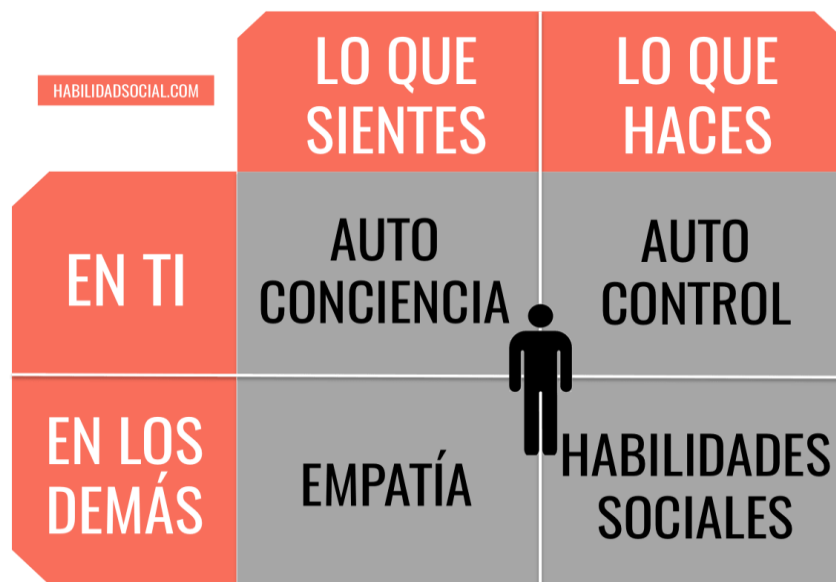 HABILIDADSOCIAL.COM
LO QUE
SIENTES
LO QUE
HACES
EN TI
AUTO
CONCIENCIA
AUTO
CONTROL
EN LOS
DEMÁS
EMPATÍA
HABILIDADES
SOCIALES